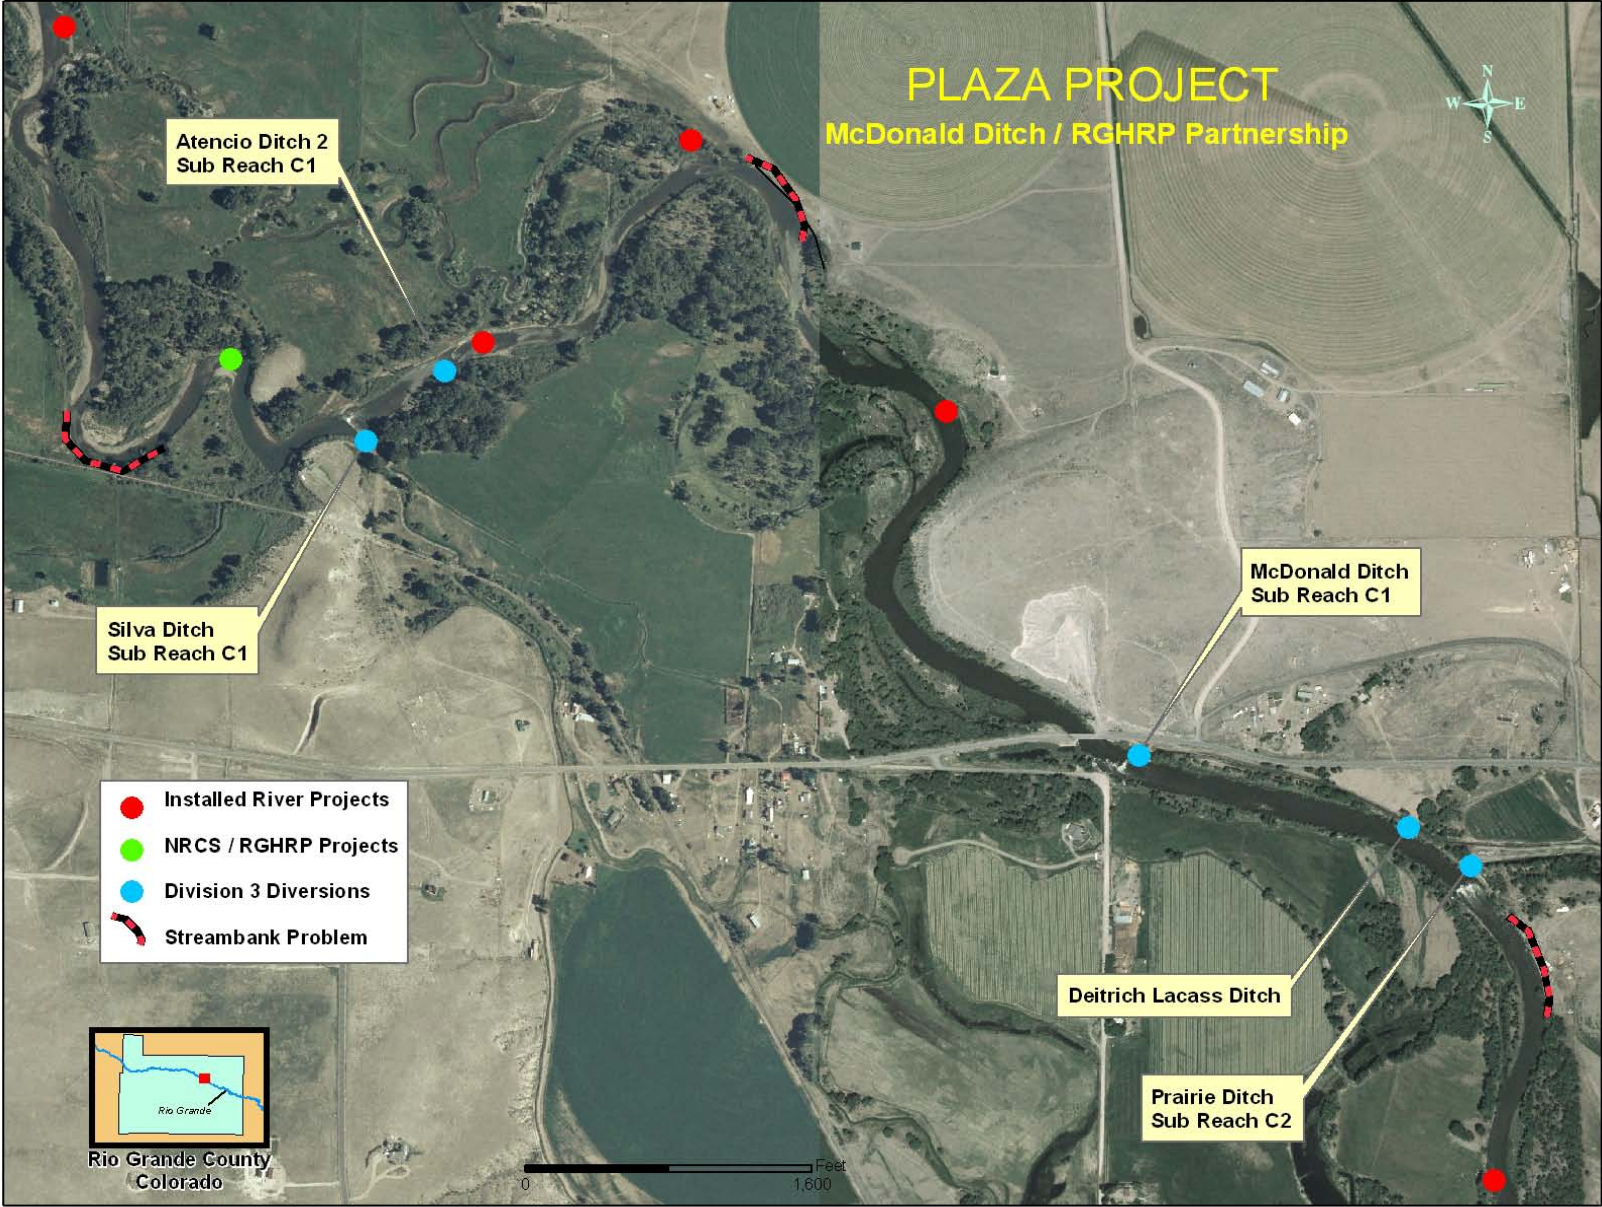 PLAZA PROJECT
McDonald Ditch / RGHRP Partnership
N
W E
S
Atencio Ditch 2
Sub Reach C1
McDonald Ditch
Sub Reach C1
Silva Ditch
Sub Reach C1
Installed River Projects
NRCS / RGHRP Projects
Division 3 Diversions
Streambank Problem
Deitrich Lacass Ditch
Prairie Ditch
Sub Reach C2
Rio Grande
Rio Grande County
Colorado
Feet
0 1,600